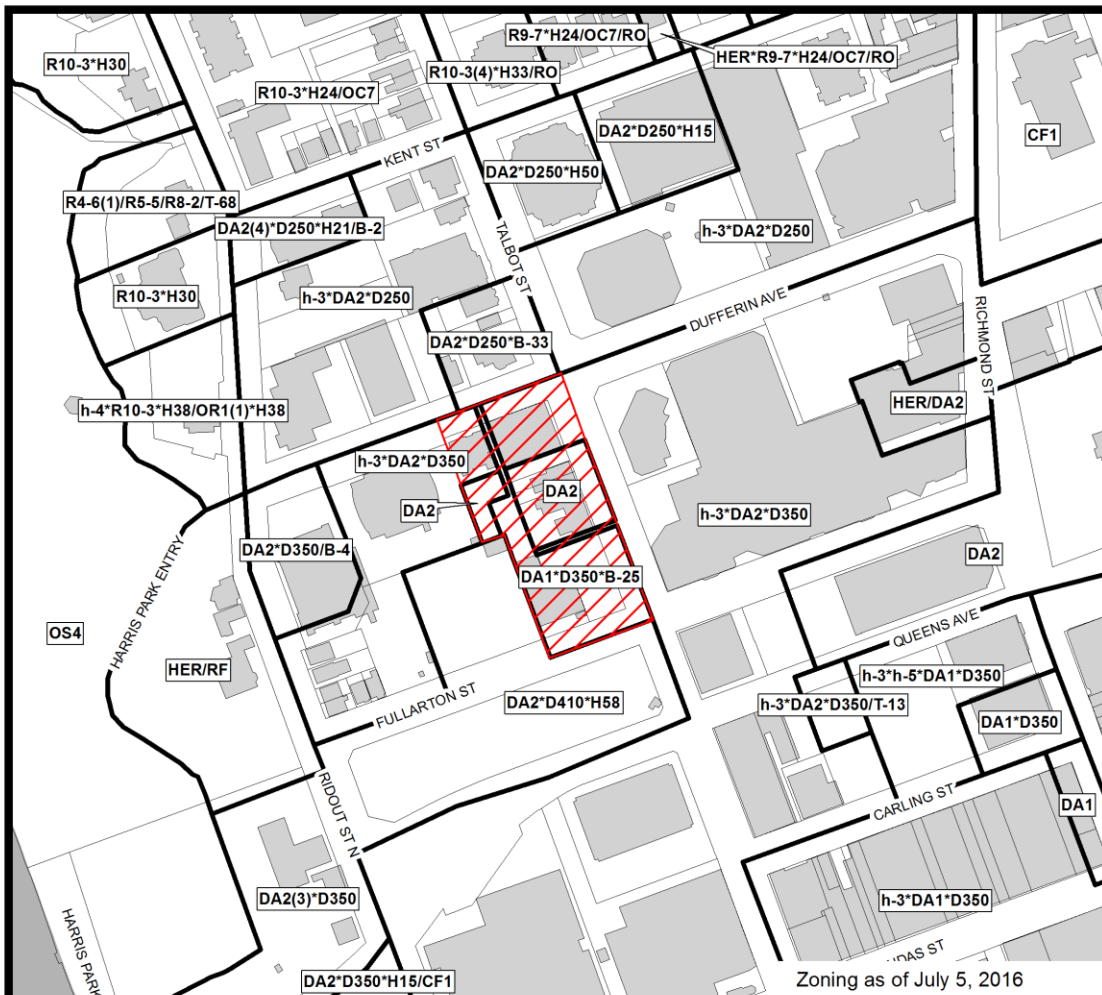 R9-7*H24/OC7/RO
HER*R9-7*H24/OC7/RO
R10-3*H30
R10-3(4)*H33/RO
R10-3*H24/OC7
DA2*D250*H15
CF1
KENT ST
DA2*D250*H50
R4-6(1)/R5-5/R8-2/T-68
DA2(4)*D250*H21/B-2
TALBOT ST
h-3*DA2*D250
R10-3*H30
h-3*DA2*D250
DUFFERIN AVE
RICHMOND ST
DA2*D250*B-33
h-4*R10-3*H38/OR1(1)*H38
HER/DA2
h-3*DA2*D350
DA2
DA2
h-3*DA2*D350
DA2*D350/B-4
DA2
DA1*D350*B-25
HARRIS PARK ENTRY
OS4
QUEENS AVE
HER/RF
h-3*h-5*DA1*D350
FULLARTON ST
DA2*D410*H58
h-3*DA2*D350/T-13
DA1*D350
RIDOUT ST N
CARLING ST
DA1
DA2(3)*D350
h-3*DA1*D350
HARRIS PARK
DA2*D350*H15/CF1
Zoning as of July 5, 2016